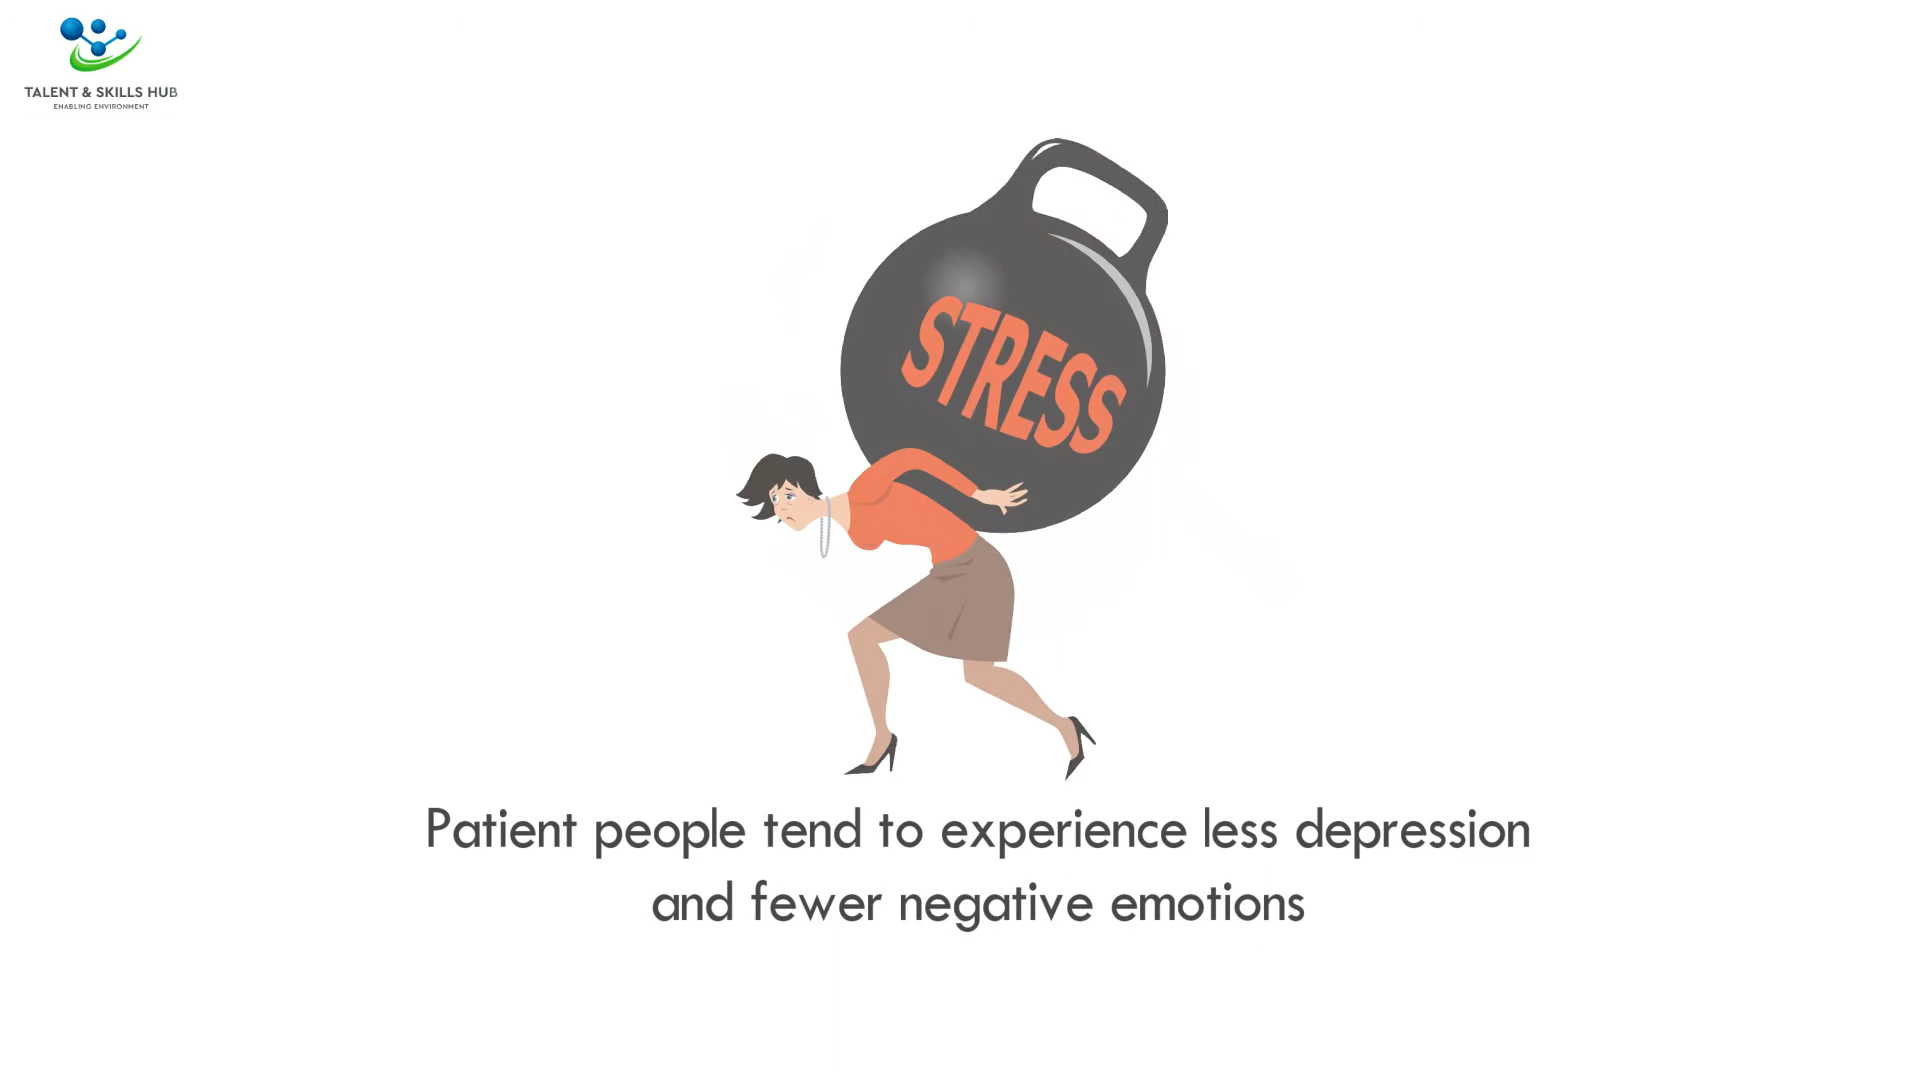 TALENT & SKILLS HUB
ENABLING ENVIRONMENT
STRESS
Patient people tend to experience less depression
and fewer negative emotions